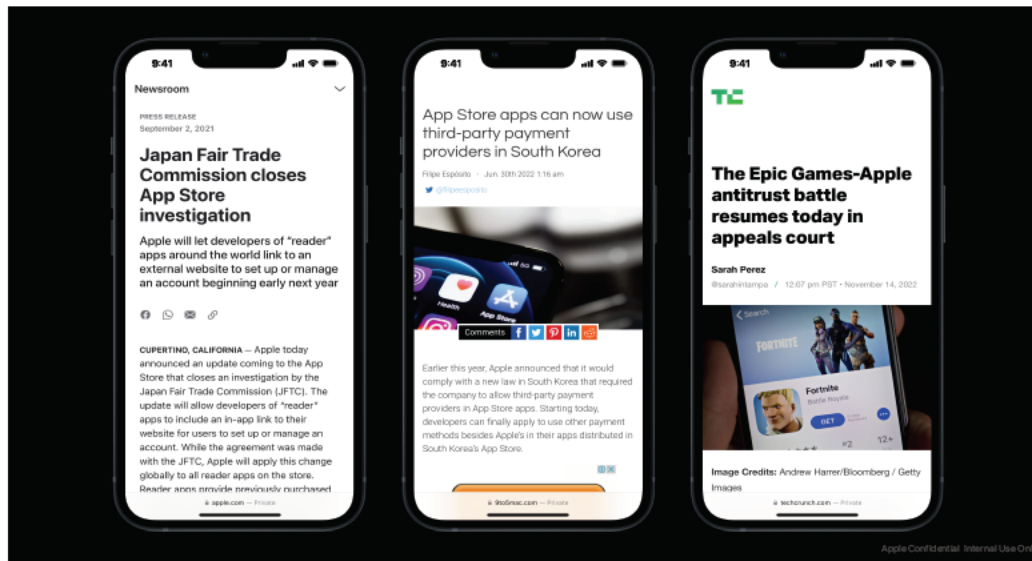 9:41
Newsroom
PRESS RELEASE
September 2, 2021
Japan Fair Trade
Commission closes
App Store
investigation
Apple will let developers of “reader”
apps around the world link to an
external website to set up or manage
an account beginning early next year
CUPERTINO, CALIFORNIA — Apple today
announced an update coming to the App
Store that closes an investigation by the
Japan Fair Trade Commission (JFTC). The
update will allow developers of “reader”
apps to include an in-app link to their
website for users to set up or manage an
account. While the agreement was made
with the JFTC, Apple will apply this change
globally to all reader apps on the store.
Reader apps provide previously purchased
apple.com — Private
9:41
App Store apps can now use
third-party payment
providers in South Korea
Filipe Espósito - Jun. 30th 2022 1:16 am
@filipeesposito
5G
Health
App Store
Comments
Earlier this year, Apple announced that it would
comply with a new law in South Korea that required
the company to allow third-party payment
providers in App Store apps. Starting today,
developers can finally apply to use other payment
methods besides Apple's in their apps distributed in
South Korea's App Store.
9to5mac.com — Private
9:41
TC
The Epic Games-Apple
antitrust battle
resumes today in
appeals court
Sarah Perez
@sarahintampa / 12:07 pm PST • November 14, 2022
Search
FORTNITE
Fortnite
Battle Royale
GET
#2
12+
Image Credits: Andrew Harrer/Bloomberg / Getty
Images
techcrunch.com — Private
Apple Confidential Internal Use Onl